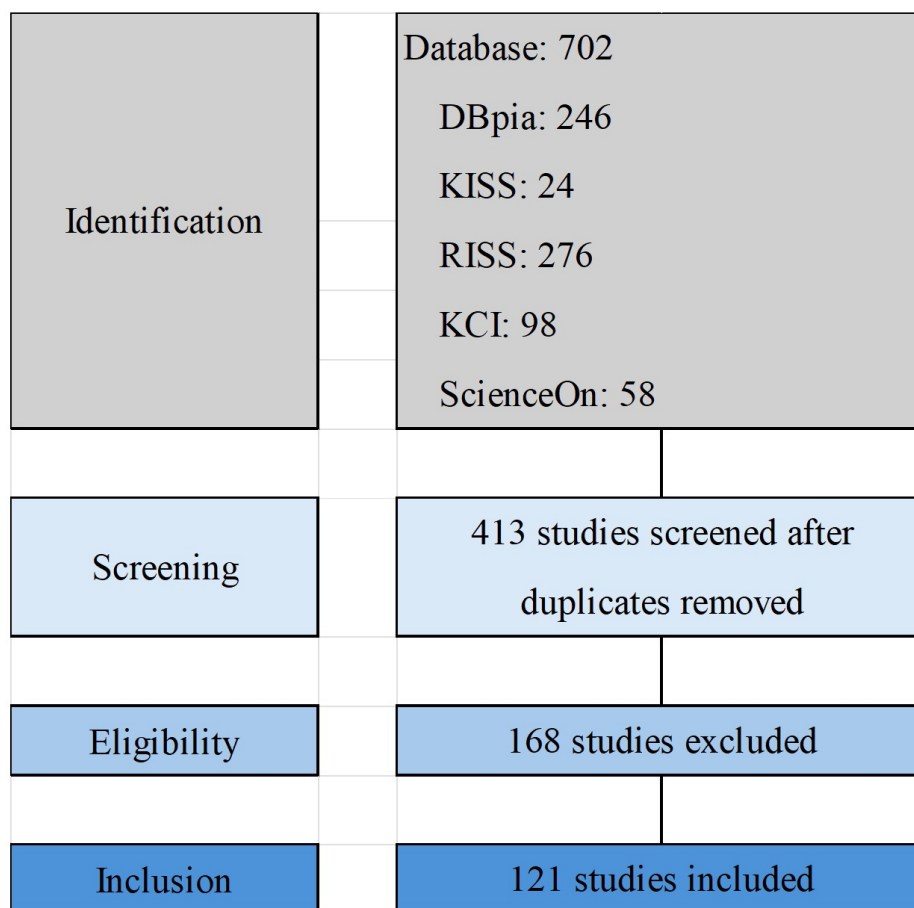 Identification
Database: 702
DBpia: 246
KISS: 24
RISS: 276
KCI: 98
ScienceOn: 58
Screening
413 studies screened after
duplicates removed
Eligibility
168 studies excluded
Inclusion
121 studies included